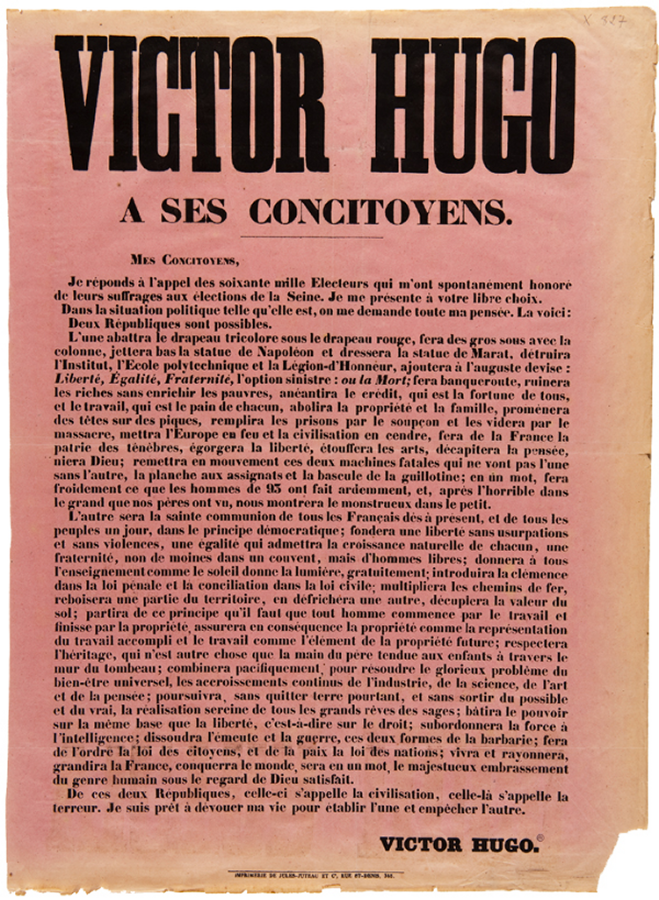 X 327
VICTOR HUGO
A SES CONCITOYENS.
Mes Concitoyens,
Je réponds à l'appel des soixante mille Electeurs qui m'ont spontanément honoré
de leurs suffrages aux élections de la Seine. Je me présente à votre libre choix.
Dans la situation politique telle qu'elle est, on me demande toute ma pensée. La voici:
Deux Républiques sont possibles.
L'une abattra le drapeau tricolore sous le drapeau rouge, fera des gros sous avec la
colonne, jettera bas la statue de Napoléon et dressera la statue de Marat, détruira
l'Institut, l'Ecole polytechnique et la Légion-d'Honneur, ajoutera à l'auguste devise :
Liberté, Égalité, Fraternité, l'option sinistre : ou la Mort; fera banqueroute, ruinera
les riches sans enrichir les pauvres, anéantira le crédit, qui est la fortune de tous,
et le travail, qui est le pain de chacun, abolira la propriété et la famille, promènera
des têtes sur des piques, remplira les prisons par le soupçon et les videra par le
massacre, mettra l'Europe en feu et la civilisation en cendre, fera de la France la
patrie des ténèbres, égorgera la liberté, étouffera les arts, décapitera la pensée,
niera Dieu; remettra en mouvement ces deux machines fatales qui ne vont pas l'une
sans l'autre, la planche aux assignats et la bascule de la guillotine; en un mot, fera
froidement ce que les hommes de 93 ont fait ardemment, et, après l'horrible dans
le grand que nos pères ont vu, nous montrera le monstrueux dans le petit.
L'autre sera la sainte communion de tous les Français dès à présent, et de tous les
peuples un jour, dans le principe démocratique; fondera une liberté sans usurpations
et sans violences, une égalité qui admettra la croissance naturelle de chacun, une
fraternité, non de moines dans un couvent, mais d'hommes libres; donnera à tous
l'enseignement comme le soleil donne la lumière, gratuitement; introduira la clémence
dans la loi pénale et la conciliation dans la loi civile; multipliera les chemins de fer,
reboisera une partie du territoire, en défrichera une autre, décuplera la valeur du
sol; partira de ce principe qu'il faut que tout homme commence par le travail et
finisse par la propriété, assurera en conséquence la propriété comme la représentation
du travail accompli et le travail comme l'élément de la propriété future; respectera
l'héritage, qui n'est autre chose que la main du père tendue aux enfants à travers le
mur du tombeau; combinera pacifiquement, pour résoudre le glorieux problème du
bien-être universel, les accroissements continus de l'industrie, de la science, de l'art
et de la pensée; poursuivra, sans quitter terre pourtant, et sans sortir du possible
et du vrai, la réalisation sereine de tous les grands rêves des sages; bâtira le pouvoir
sur la même base que la liberté, c'est-à-dire sur le droit; subordonnera la force à
l'intelligence; dissoudra l'émeute et la guerre, ces deux formes de la barbarie; fera
de l'ordre la loi des citoyens, et de la paix la loi des nations; vivra et rayonnera,
grandira la France, conquerra le monde, sera en un mot, le majestueux embrassement
du genre humain sous le regard de Dieu satisfait.
De ces deux Républiques, celle-ci s'appelle la civilisation, celle-là s'appelle la
terreur. Je suis prêt à dévouer ma vie pour établir l'une et empêcher l'autre.
VICTOR HUGO.
IMPRIMERIE DE JULES-JUTEAU ET Cᵉ, RUE ST-DENIS,